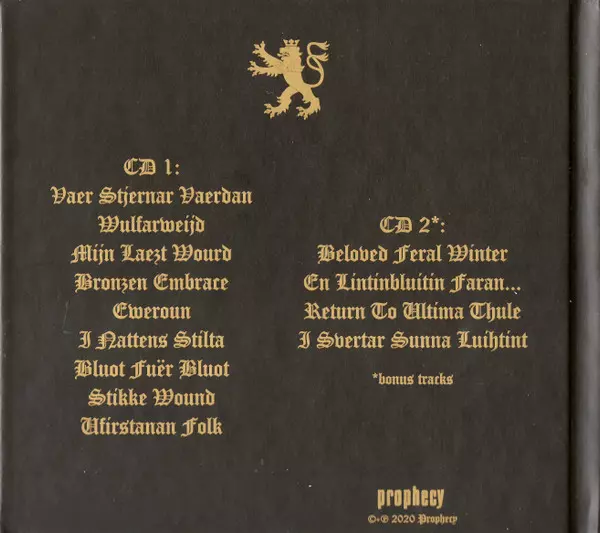 CD 1:
Vaer Stjernar Vaerdan
Wulfarweijd
Mijn Laezt Wourd
Bronzen Embrace
Eweroun
I Nattens Stilta
Bluot Fuër Bluot
Stikke Wound
Ufirstanan Folk
CD 2*:
Beloved Feral Winter
En Lintinbluitin Faran...
Return To Ultima Thule
I Svertar Sunna Luihtint
*bonus tracks
prophecy
©+℗ 2020 Prophecy